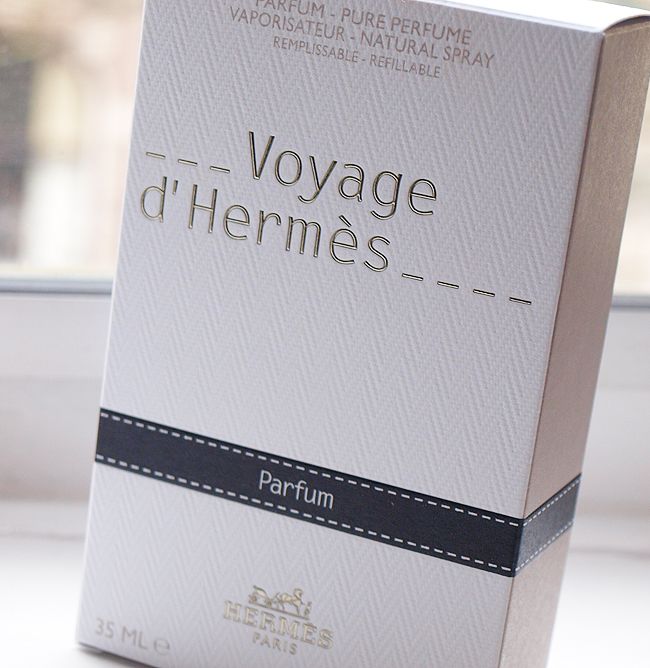 PARFUM - PURE PERFUME
VAPORISATEUR - NATURAL SPRAY
REMPLISSABLE - REFILLABLE
___Voyage
d'Hermès____
Parfum
HERMÈS
PARIS
35 ML ℮